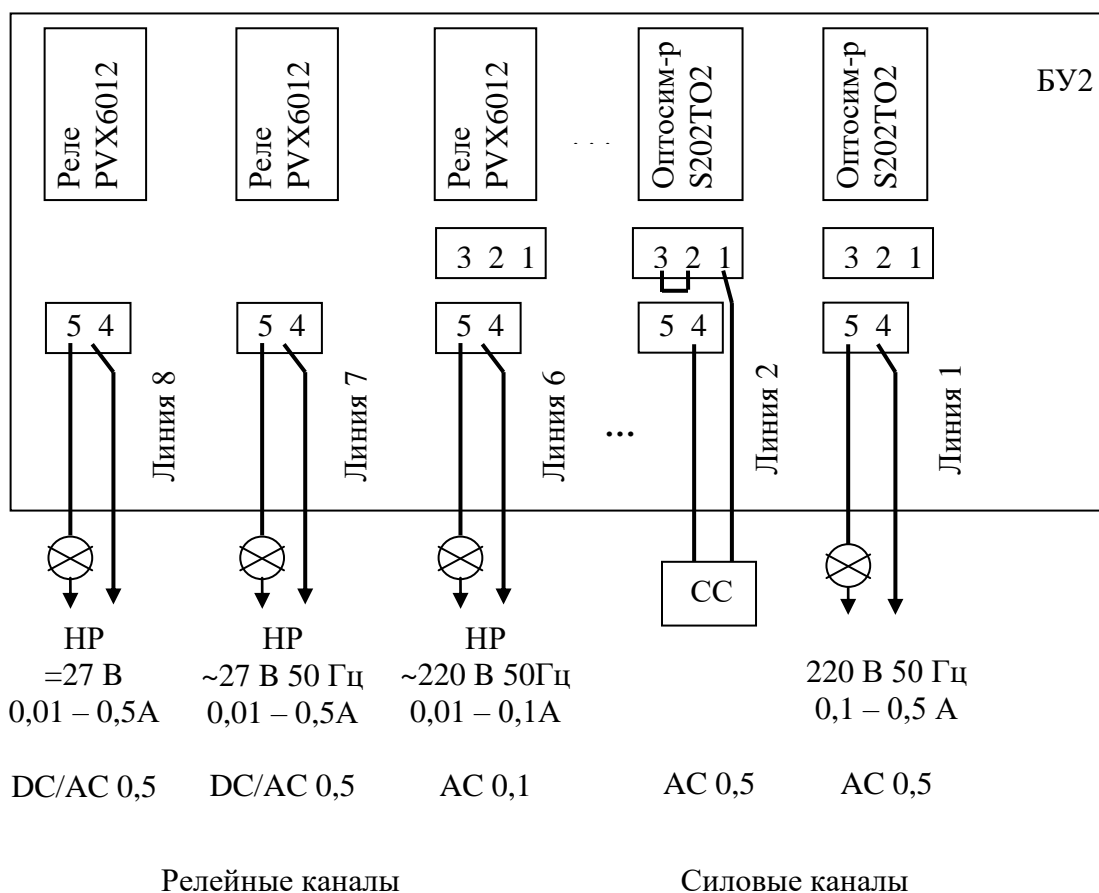 Реле
PVX6012
Реле
PVX6012
Реле
PVX6012
. . .
Оптосим-р
S202TO2
Оптосим-р
S202TO2
БУ2
3 2 1
3 2 1
3 2 1
5 4
5 4
5 4
5 4
5 4
Линия 8
Линия 7
Линия 6
...
Линия 2
Линия 1
СС
НР
=27 В
0,01 – 0,5А
НР
~27 В 50 Гц
0,01 – 0,5А
НР
~220 В 50Гц
0,01 – 0,1А
220 В 50 Гц
0,1 – 0,5 А
DC/AC 0,5
DC/AC 0,5
AC 0,1
AC 0,5
AC 0,5
Релейные каналы
Силовые каналы